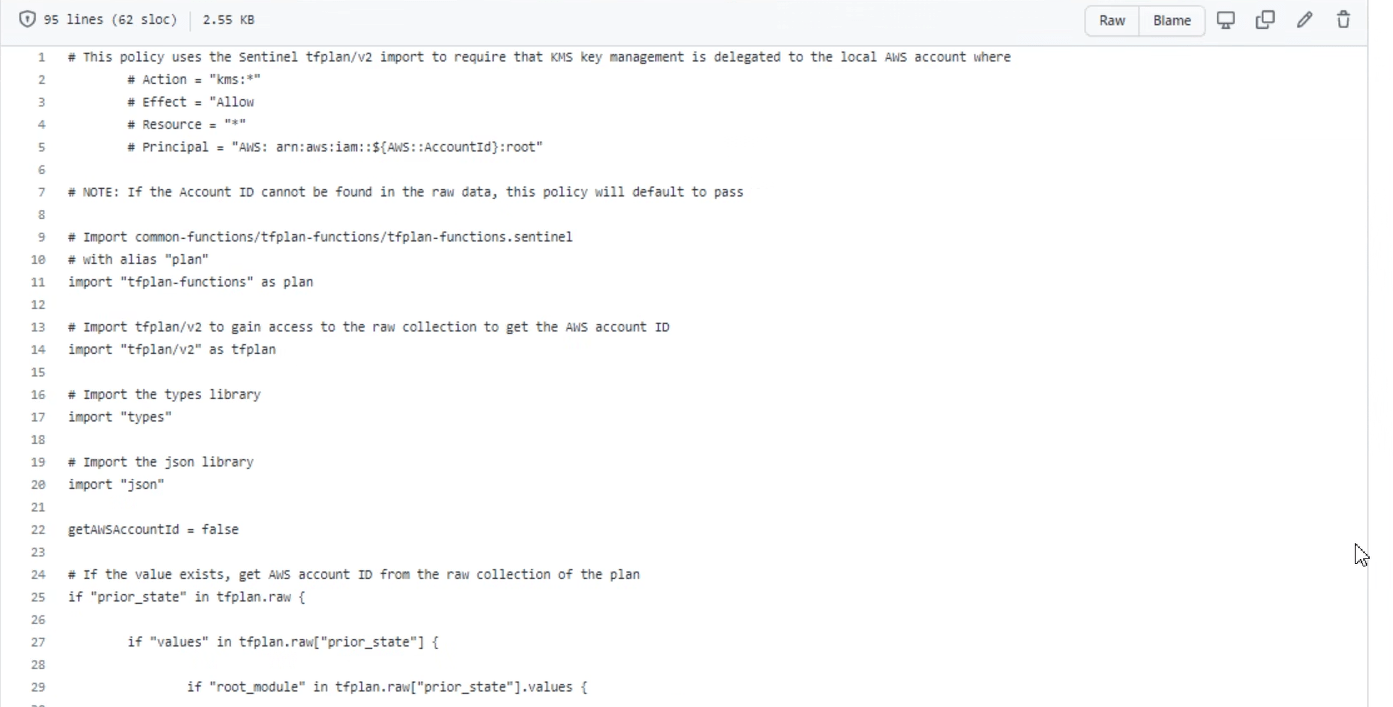 95 lines (62 sloc) 2.55 KB Raw Blame
1 # This policy uses the Sentinel tfplan/v2 import to require that KMS key management is delegated to the local AWS account where
2 # Action = "kms:*"
3 # Effect = "Allow
4 # Resource = "*"
5 # Principal = "AWS: arn:aws:iam::${AWS::AccountId}:root"
6
7 # NOTE: If the Account ID cannot be found in the raw data, this policy will default to pass
8
9 # Import common-functions/tfplan-functions/tfplan-functions.sentinel
10 # with alias "plan"
11 import "tfplan-functions" as plan
12
13 # Import tfplan/v2 to gain access to the raw collection to get the AWS account ID
14 import "tfplan/v2" as tfplan
15
16 # Import the types library
17 import "types"
18
19 # Import the json library
20 import "json"
21
22 getAWSAccountId = false
23
24 # If the value exists, get AWS account ID from the raw collection of the plan
25 if "prior_state" in tfplan.raw {
26
27 if "values" in tfplan.raw["prior_state"] {
28
29 if "root_module" in tfplan.raw["prior_state"].values {